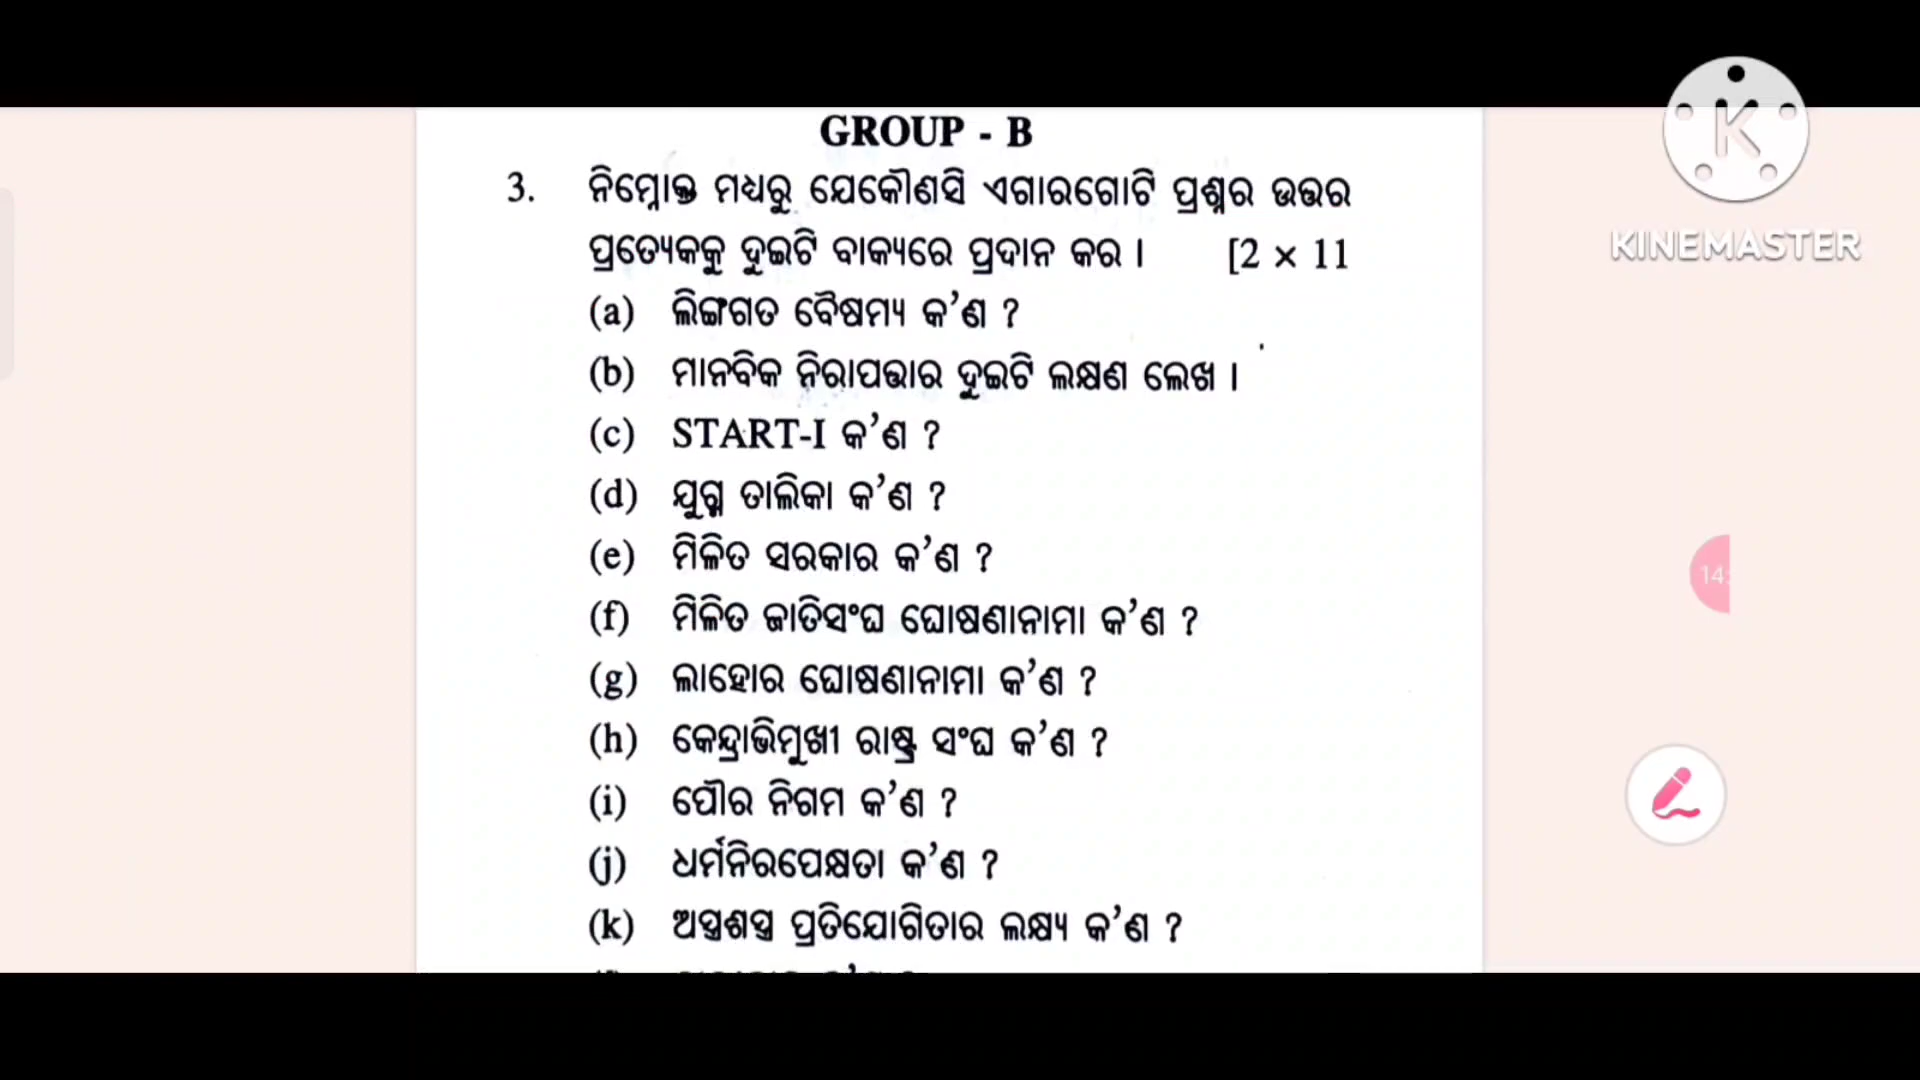 GROUP - B
3. ନିମ୍ନୋକ୍ତ ମଧ୍ୟରୁ ଯେକୌଣସି ଏଗାରଗୋଟି ପ୍ରଶ୍ନର ଉତ୍ତର
ପ୍ରତ୍ୟେକକୁ ଦୁଇଟି ବାକ୍ୟରେ ପ୍ରଦାନ କର । [2 × 11
(a) ଲିଙ୍ଗଗତ ବୈଷମ୍ୟ କ'ଣ ?
(b) ମାନବିକ ନିରାପତ୍ତାର ଦୁଇଟି ଲକ୍ଷଣ ଲେଖ ।
(c) START-I କ'ଣ ?
(d) ଯୁଗ୍ମ ତାଲିକା କ'ଣ ?
(e) ମିଳିତ ସରକାର କ'ଣ ?
(f) ମିଳିତ ଜାତିସଂଘ ଘୋଷଣାନାମା କ'ଣ ?
(g) ଲାହୋର ଘୋଷଣାନାମା କ'ଣ ?
(h) କେନ୍ଦ୍ରାଭିମୁଖୀ ରାଷ୍ଟ୍ର ସଂଘ କ'ଣ ?
(i) ପୌର ନିଗମ କ'ଣ ?
(j) ଧର୍ମନିରପେକ୍ଷତା କ'ଣ ?
(k) ଅସ୍ତ୍ରଶସ୍ତ୍ର ପ୍ରତିଯୋଗିତାର ଲକ୍ଷ୍ୟ କ'ଣ ?
K
KINEMASTER
14: